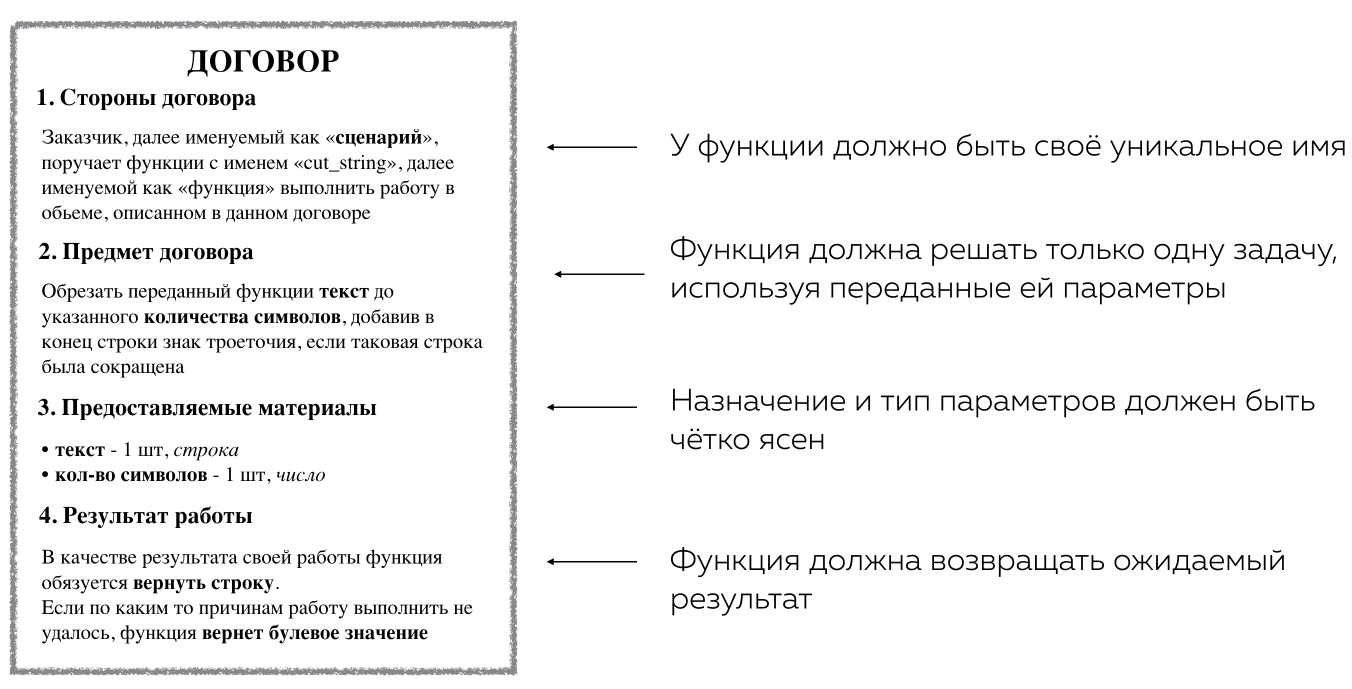 ДОГОВОР
1. Стороны договора
Заказчик, далее именуемый как «сценарий»,
поручает функции с именем «cut_string», далее
именуемой как «функция» выполнить работу в
обьеме, описанном в данном договоре
2. Предмет договора
Обрезать переданный функции текст до
указанного количества символов, добавив в
конец строки знак троеточия, если таковая строка
была сокращена
3. Предоставляемые материалы
• текст - 1 шт, строка
• кол-во символов - 1 шт, число
4. Результат работы
В качестве результата своей работы функция
обязуется вернуть строку.
Если по каким то причинам работу выполнить не
удалось, функция вернет булевое значение
У функции должно быть своё уникальное имя
Функция должна решать только одну задачу,
используя переданные ей параметры
Назначение и тип параметров должен быть
чётко ясен
Функция должна возвращать ожидаемый
результат